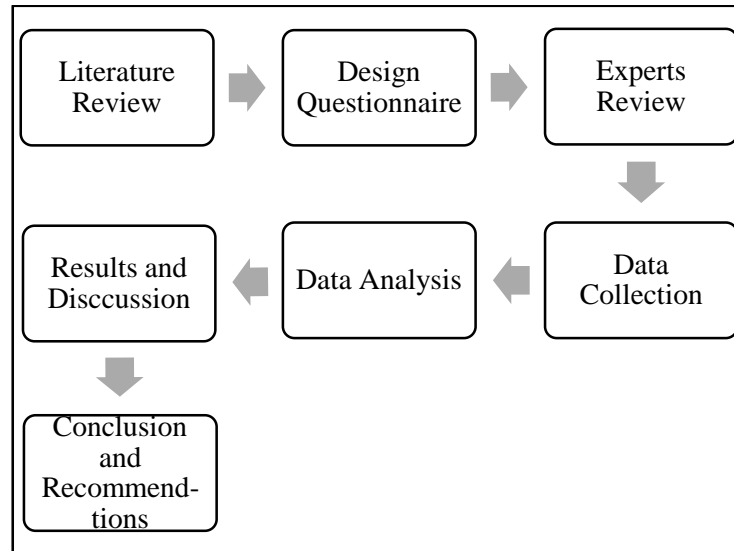 Literature
Review
Design
Questionnaire
Experts
Review
Data
Collection
Data Analysis
Results and
Disccussion
Conclusion
and
Recommend-
tions